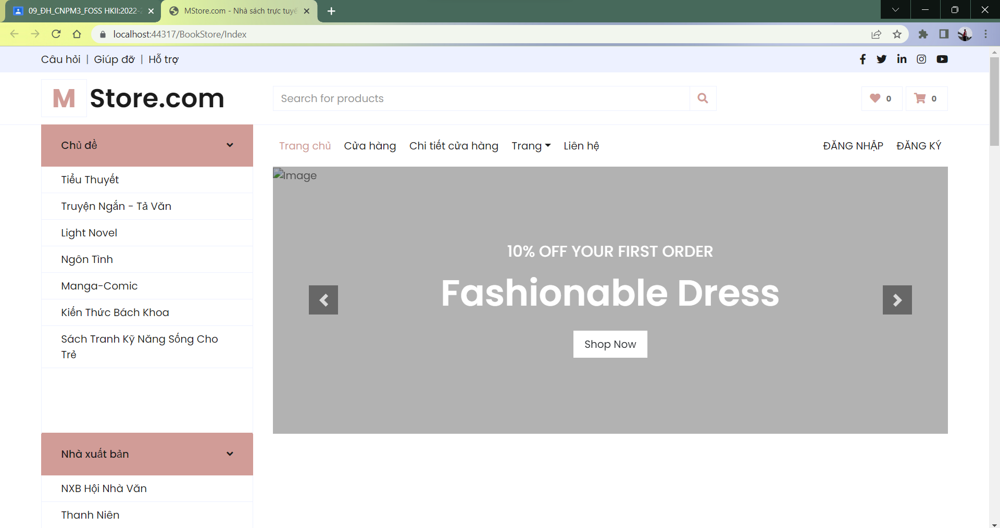 09_ĐH_CNPM3_FOSS HKII:2022-2
MStore.com - Nhà sách trực tuyế
localhost:44317/BookStore/Index
Câu hỏi | Giúp đỡ | Hỗ trợ
M Store.com
Search for products
0
0
Chủ đề
Trang chủ
Cửa hàng
Chi tiết cửa hàng
Trang
Liên hệ
ĐĂNG NHẬP
ĐĂNG KÝ
Tiểu Thuyết
Truyện Ngắn - Tả Văn
Light Novel
Ngôn Tình
Manga-Comic
Kiến Thức Bách Khoa
Sách Tranh Kỹ Năng Sống Cho
Trẻ
Image
10% OFF YOUR FIRST ORDER
Fashionable Dress
Shop Now
Nhà xuất bản
NXB Hội Nhà Văn
Thanh Niên